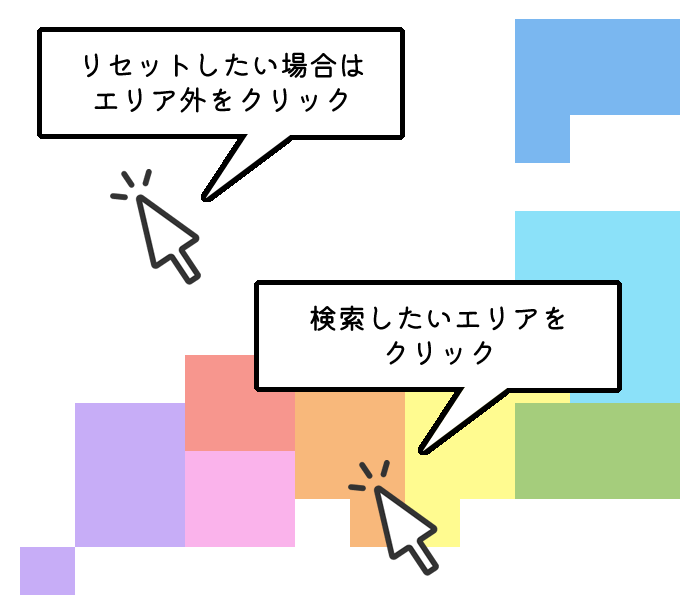 リセットしたい場合は
エリア外をクリック
検索したいエリアを
クリック